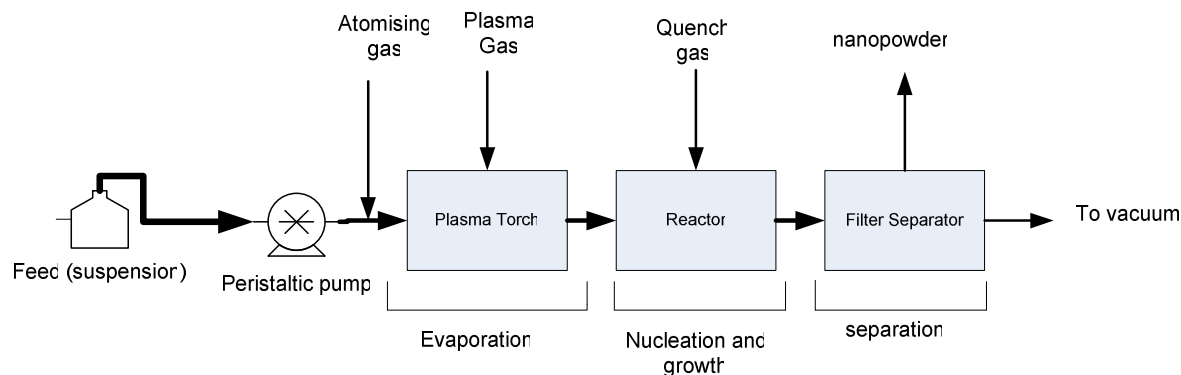 Atomising
gas
Plasma
Gas
Quench
gas
nanopowder
Plasma Torch
Reactor
Filter Separator
To vacuum
Feed (suspension)
Peristaltic pump
Evaporation
Nucleation and
growth
separation